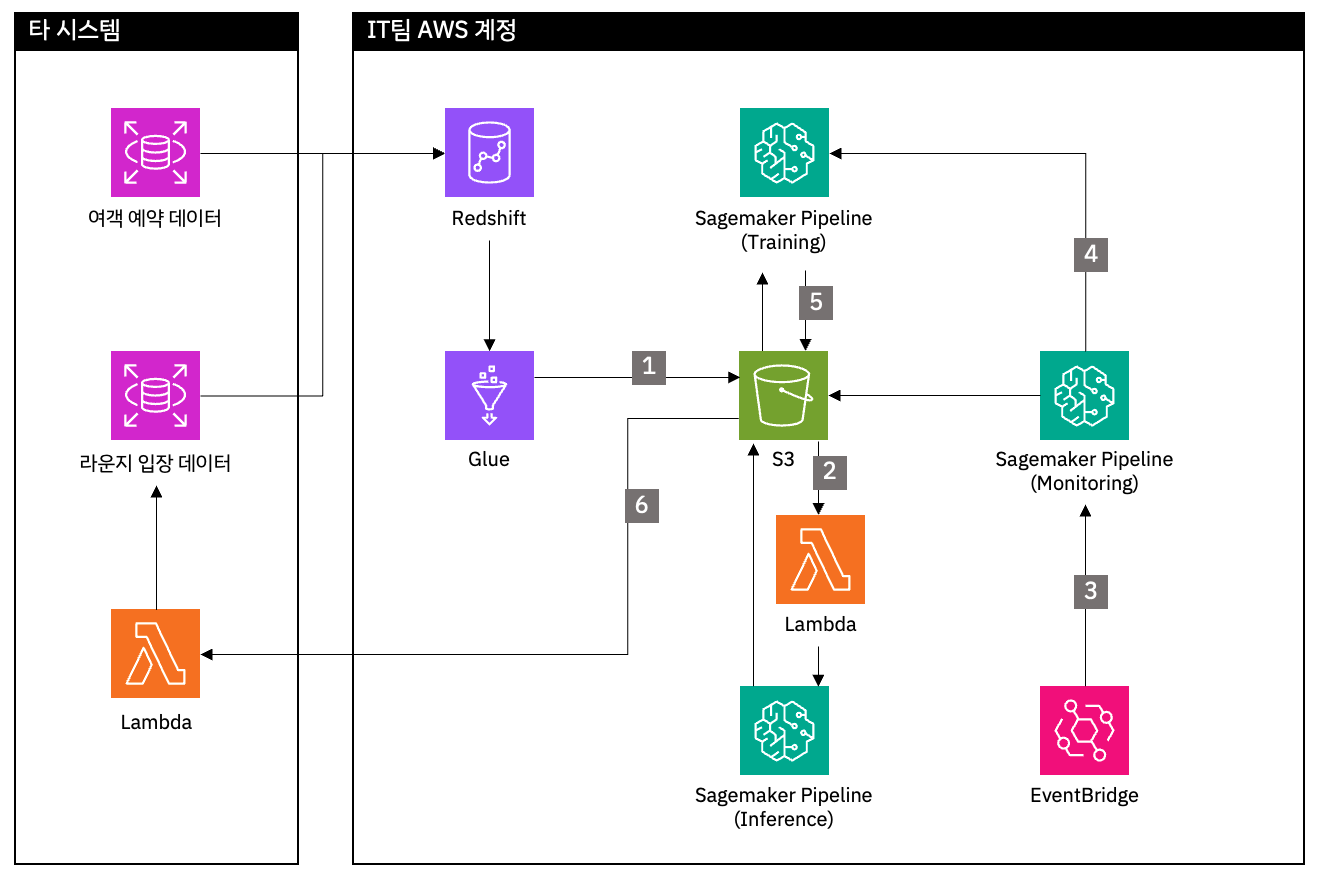 타 시스템
IT팀 AWS 계정
여객 예약 데이터
Redshift
Sagemaker Pipeline
(Training)
4
5
1
라운지 입장 데이터
Glue
S3
Sagemaker Pipeline
(Monitoring)
2
6
3
Lambda
Lambda
Sagemaker Pipeline
(Inference)
EventBridge